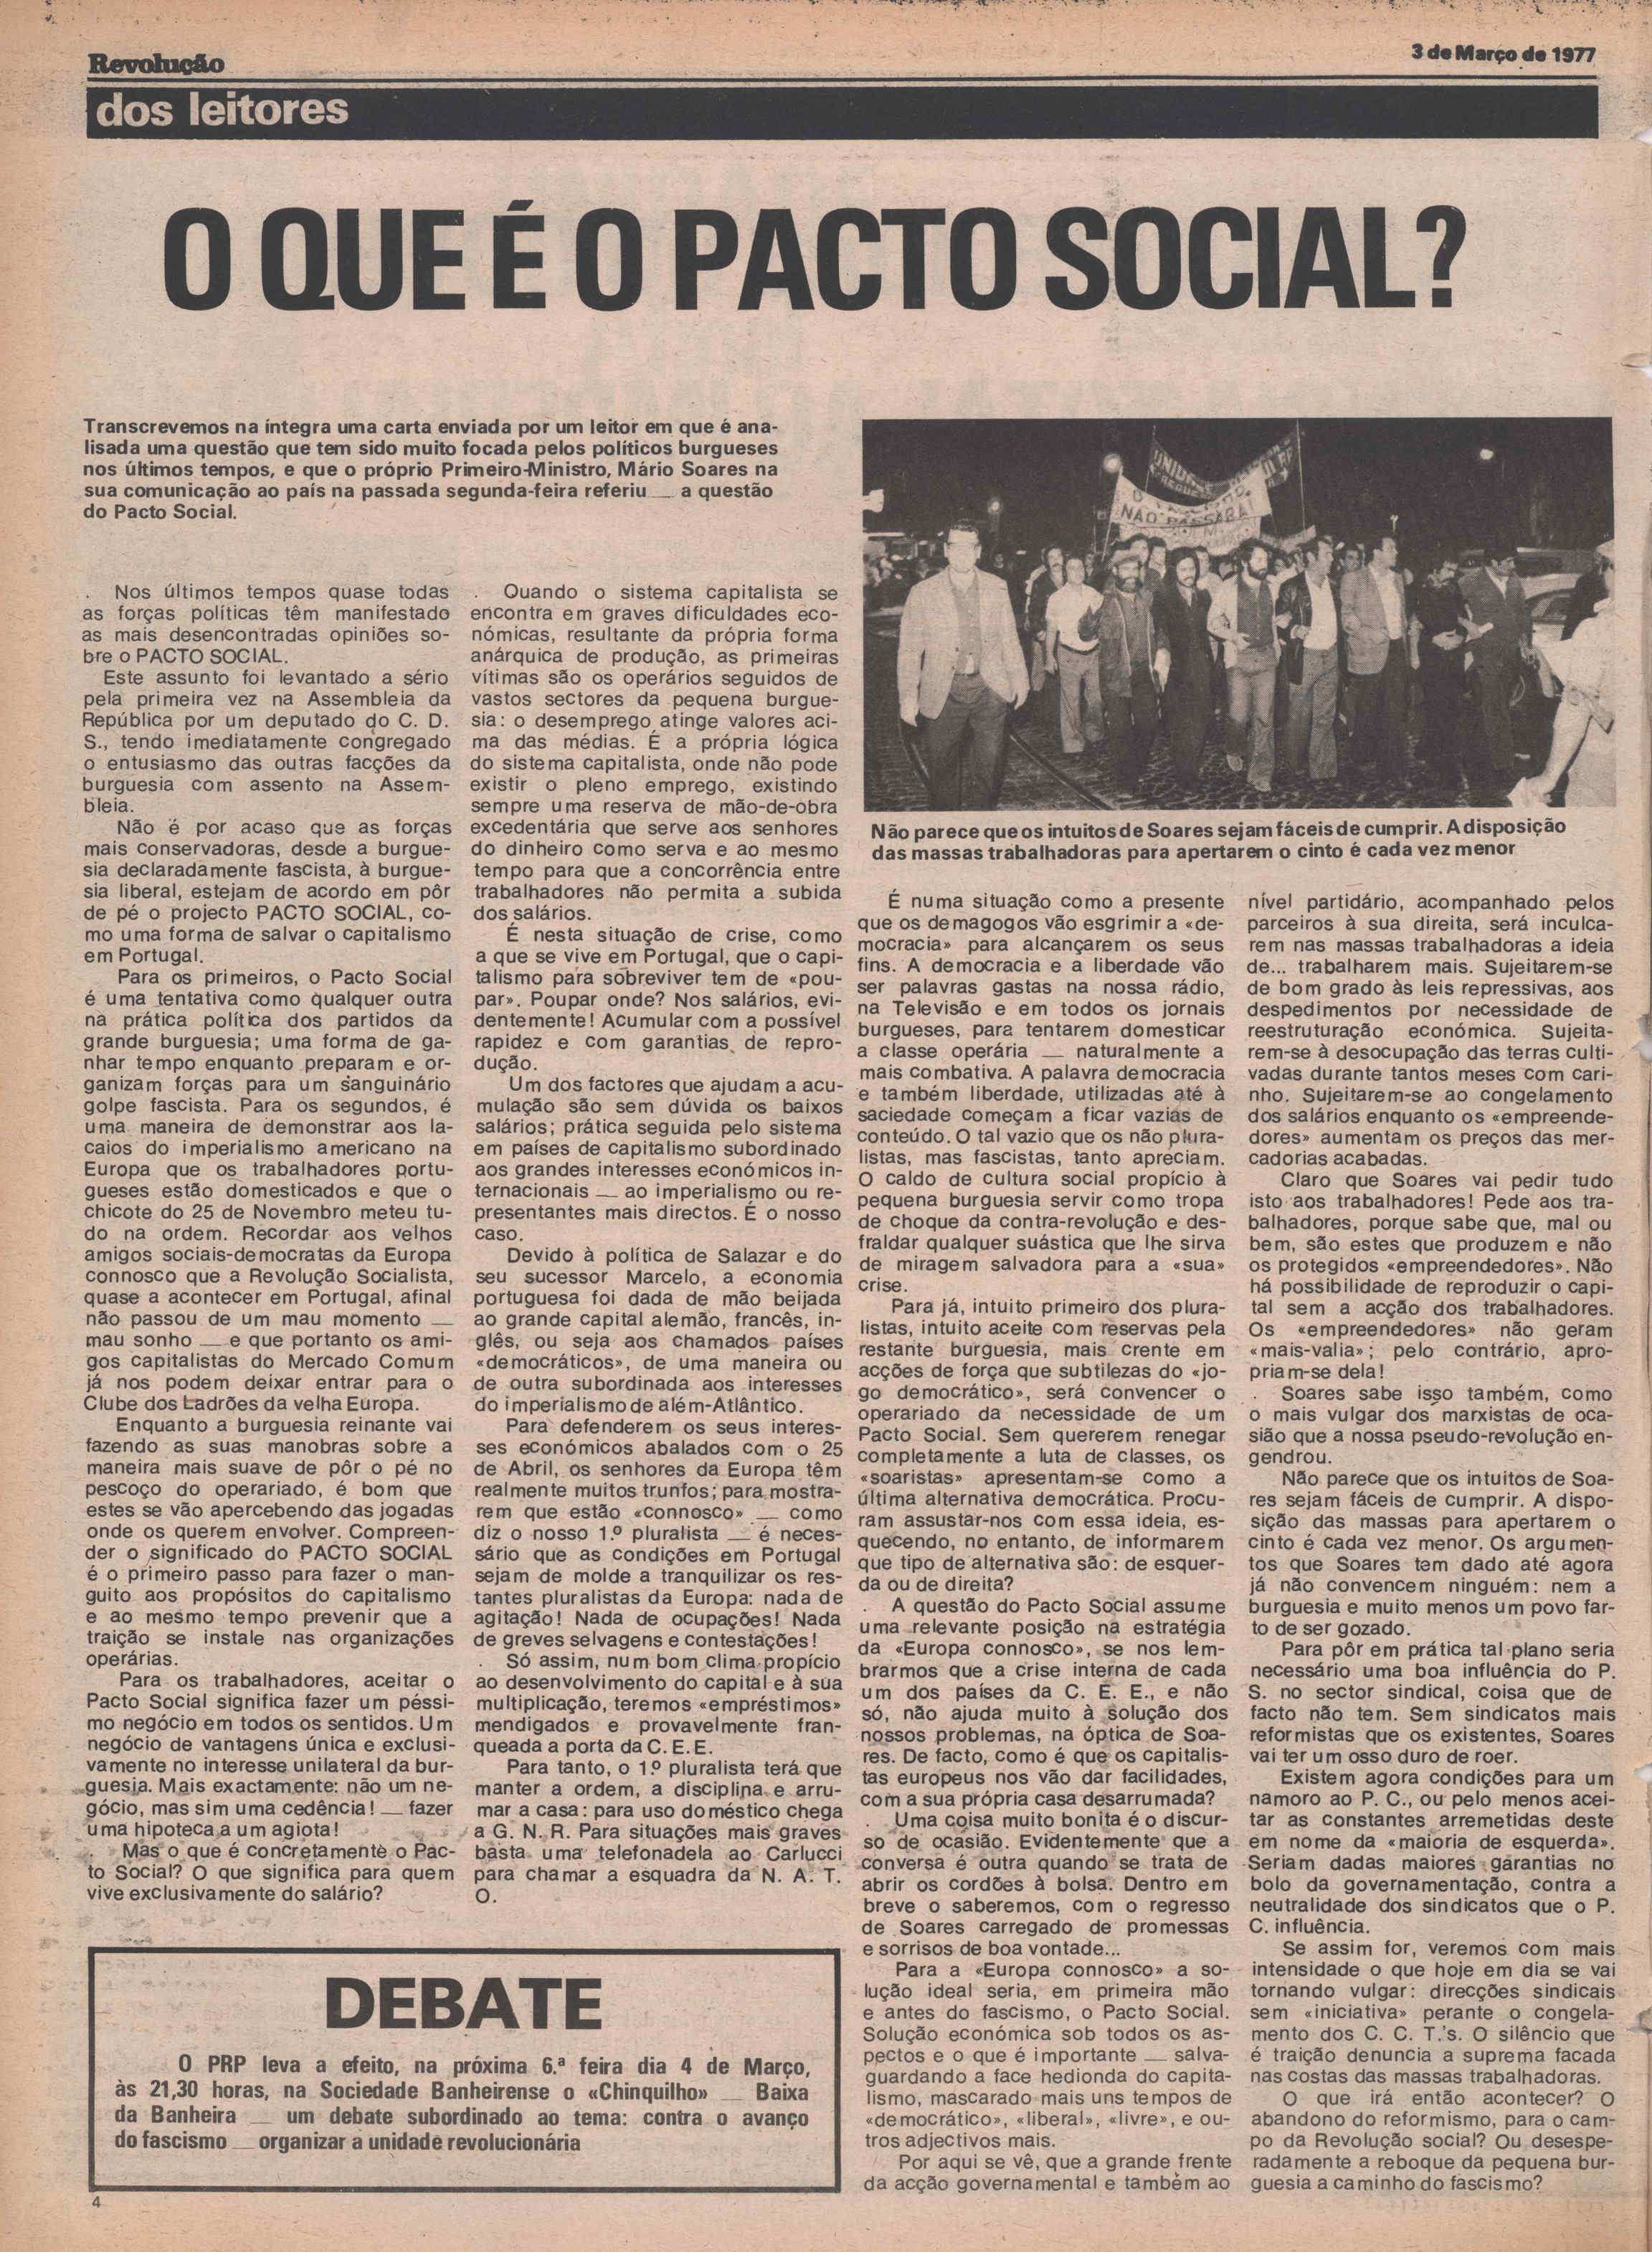 Revolução
3 de Março de 1977
dos leitores
O QUE É O PACTO SOCIAL?
Transcrevemos na íntegra uma carta enviada por um leitor em que é ana-
lisada uma questão que tem sido muito focada pelos políticos burgueses
nos últimos tempos, e que o próprio Primeiro-Ministro, Mário Soares na
sua comunicação ao país na passada segunda-feira referiu — a questão
do Pacto Social.
Nos últimos tempos quase todas
as forças políticas têm manifestado
as mais desencontradas opiniões so-
bre o PACTO SOCIAL.
Este assunto foi levantado a sério
pela primeira vez na Assembleia da
República por um deputado do C. D.
S., tendo imediatamente congregado
o entusiasmo das outras facções da
burguesia com assento na Assem-
bleia.
Não é por acaso que as forças
mais conservadoras, desde a burgue-
sia declaradamente fascista, à burgue-
sia liberal, estejam de acordo em pôr
de pé o projecto PACTO SOCIAL, co-
mo uma forma de salvar o capitalismo
em Portugal.
Para os primeiros, o Pacto Social
é uma tentativa como qualquer outra
na prática política dos partidos da
grande burguesia; uma forma de ga-
nhar tempo enquanto preparam e or-
ganizam forças para um sanguinário
golpe fascista. Para os segundos, é
uma maneira de demonstrar aos la-
caios do imperialismo americano na
Europa que os trabalhadores portu-
gueses estão domesticados e que o
chicote do 25 de Novembro meteu tu-
do na ordem. Recordar aos velhos
amigos sociais-democratas da Europa
connosco que a Revolução Socialista,
quase a acontecer em Portugal, afinal
não passou de um mau momento —
mau sonho — e que portanto os ami-
gos capitalistas do Mercado Comum
já nos podem deixar entrar para o
Clube dos Ladrões da velha Europa.
Enquanto a burguesia reinante vai
fazendo as suas manobras sobre a
maneira mais suave de pôr o pé no
pescoço do operariado, é bom que
estes se vão apercebendo das jogadas
onde os querem envolver. Compreen-
der o significado do PACTO SOCIAL
é o primeiro passo para fazer o man-
guito aos propósitos do capitalismo
e ao mesmo tempo prevenir que a
traição se instale nas organizações
operárias.
Para os trabalhadores, aceitar o
Pacto Social significa fazer um péssi-
mo negócio em todos os sentidos. Um
negócio de vantagens única e exclusi-
vamente no interesse unilateral da bur-
guesia. Mais exactamente: não um ne-
gócio, mas sim uma cedência! — fazer
uma hipoteca a um agiota!
Mas o que é concretamente o Pac-
to Social? O que significa para quem
vive exclusivamente do salário?
Quando o sistema capitalista se
encontra em graves dificuldades eco-
nómicas, resultante da própria forma
anárquica de produção, as primeiras
vítimas são os operários seguidos de
vastos sectores da pequena burgue-
sia: o desemprego atinge valores aci-
ma das médias. É a própria lógica
do sistema capitalista, onde não pode
existir o pleno emprego, existindo
sempre uma reserva de mão-de-obra
excedentária que serve aos senhores
do dinheiro como serva e ao mesmo
tempo para que a concorrência entre
trabalhadores não permita a subida
dos salários.
É nesta situação de crise, como
a que se vive em Portugal, que o capi-
talismo para sobreviver tem de «pou-
par». Poupar onde? Nos salários, evi-
dentemente! Acumular com a possível
rapidez e com garantias de repro-
dução.
Um dos factores que ajudam a acu-
mulação são sem dúvida os baixos
salários; prática seguida pelo sistema
em países de capitalismo subordinado
aos grandes interesses económicos in-
ternacionais — ao imperialismo ou re-
presentantes mais directos. É o nosso
caso.
Devido à política de Salazar e do
seu sucessor Marcelo, a economia
portuguesa foi dada de mão beijada
ao grande capital alemão, francês, in-
glês, ou seja aos chamados países
«democráticos», de uma maneira ou
de outra subordinada aos interesses
do imperialismo de além-Atlântico.
Para defenderem os seus interes-
ses económicos abalados com o 25
de Abril, os senhores da Europa têm
realmente muitos trunfos; para mostra-
rem que estão «connosco» — como
diz o nosso 1.º pluralista — é neces-
sário que as condições em Portugal
sejam de molde a tranquilizar os res-
tantes pluralistas da Europa: nada de
agitação! Nada de ocupações! Nada
de greves selvagens e contestações!
Só assim, num bom clima propício
ao desenvolvimento do capital e à sua
multiplicação, teremos «empréstimos»
mendigados e provavelmente fran-
queada a porta da C. E. E.
Para tanto, o 1.º pluralista terá que
manter a ordem, a disciplina e arru-
mar a casa: para uso doméstico chega
a G. N. R. Para situações mais graves
basta uma telefonadela ao Carlucci
para chamar a esquadra da N. A. T.
O.
UNID
NÃO PASSARÁ!
Não parece que os intuitos de Soares sejam fáceis de cumprir. A disposição
das massas trabalhadoras para apertarem o cinto é cada vez menor
É numa situação como a presente
que os demagogos vão esgrimir a «de-
mocracia» para alcançarem os seus
fins. A democracia e a liberdade vão
ser palavras gastas na nossa rádio,
na Televisão e em todos os jornais
burgueses, para tentarem domesticar
a classe operária — naturalmente a
mais combativa. A palavra democracia
e também liberdade, utilizadas até à
saciedade começam a ficar vazias de
conteúdo. O tal vazio que os não plura-
listas, mas fascistas, tanto apreciam.
O caldo de cultura social propício à
pequena burguesia servir como tropa
de choque da contra-revolução e des-
fraldar qualquer suástica que lhe sirva
de miragem salvadora para a «sua»
crise.
Para já, intuito primeiro dos plura-
listas, intuito aceite com reservas pela
restante burguesia, mais crente em
acções de força que subtilezas do «jo-
go democrático», será convencer o
operariado da necessidade de um
Pacto Social. Sem quererem renegar
completamente a luta de classes, os
«soaristas» apresentam-se como a
última alternativa democrática. Procu-
ram assustar-nos com essa ideia, es-
quecendo, no entanto, de informarem
que tipo de alternativa são: de esquer-
da ou de direita?
A questão do Pacto Social assume
uma relevante posição na estratégia
da «Europa connosco», se nos lem-
brarmos que a crise interna de cada
um dos países da C. E. E., e não
só, não ajuda muito à solução dos
nossos problemas, na óptica de Soa-
res. De facto, como é que os capitalis-
tas europeus nos vão dar facilidades,
com a sua própria casa desarrumada?
Uma coisa muito bonita é o discur-
so de ocasião. Evidentemente que a
conversa é outra quando se trata de
abrir os cordões à bolsa. Dentro em
breve o saberemos, com o regresso
de Soares carregado de promessas
e sorrisos de boa vontade...
Para a «Europa connosco» a so-
lução ideal seria, em primeira mão
e antes do fascismo, o Pacto Social.
Solução económica sob todos os as-
pectos e o que é importante — salva-
guardando a face hedionda do capita-
lismo, mascarado mais uns tempos de
«democrático», «liberal», «livre», e ou-
tros adjectivos mais.
Por aqui se vê, que a grande frente
da acção governamental e também ao
nível partidário, acompanhado pelos
parceiros à sua direita, será inculca-
rem nas massas trabalhadoras a ideia
de... trabalharem mais. Sujeitarem-se
de bom grado às leis repressivas, aos
despedimentos por necessidade de
reestruturação económica. Sujeita-
rem-se à desocupação das terras culti-
vadas durante tantos meses com cari-
nho. Sujeitarem-se ao congelamento
dos salários enquanto os «empreende-
dores» aumentam os preços das mer-
cadorias acabadas.
Claro que Soares vai pedir tudo
isto aos trabalhadores! Pede aos tra-
balhadores, porque sabe que, mal ou
bem, são estes que produzem e não
os protegidos «empreendedores». Não
há possibilidade de reproduzir o capi-
tal sem a acção dos trabalhadores.
Os «empreendedores» não geram
«mais-valia»; pelo contrário, apro-
priam-se dela!
Soares sabe isso também, como
o mais vulgar dos marxistas de oca-
sião que a nossa pseudo-revolução en-
gendrou.
Não parece que os intuitos de Soa-
res sejam fáceis de cumprir. A dispo-
sição das massas para apertarem o
cinto é cada vez menor. Os argumen-
tos que Soares tem dado até agora
já não convencem ninguém: nem a
burguesia e muito menos um povo far-
to de ser gozado.
Para pôr em prática tal plano seria
necessário uma boa influência do P.
S. no sector sindical, coisa que de
facto não tem. Sem sindicatos mais
reformistas que os existentes, Soares
vai ter um osso duro de roer.
Existem agora condições para um
namoro ao P. C., ou pelo menos acei-
tar as constantes arremetidas deste
em nome da «maioria de esquerda».
Seriam dadas maiores garantias no
bolo da governamentação, contra a
neutralidade dos sindicatos que o P.
C. influência.
Se assim for, veremos com mais
intensidade o que hoje em dia se vai
tornando vulgar: direcções sindicais
sem «iniciativa» perante o congela-
mento dos C. C. T.'s. O silêncio que
é traição denuncia a suprema facada
nas costas das massas trabalhadoras.
O que irá então acontecer? O
abandono do reformismo, para o cam-
po da Revolução social? Ou desespe-
radamente a reboque da pequena bur-
guesia a caminho do fascismo?
DEBATE
O PRP leva a efeito, na próxima 6.ª feira dia 4 de Março,
às 21,30 horas, na Sociedade Banheirense o «Chinquilho» — Baixa
da Banheira — um debate subordinado ao tema: contra o avanço
do fascismo — organizar a unidade revolucionária
4